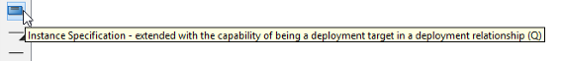 Instance Specification - extended with the capability of being a deployment target in a deployment relationship (Q)